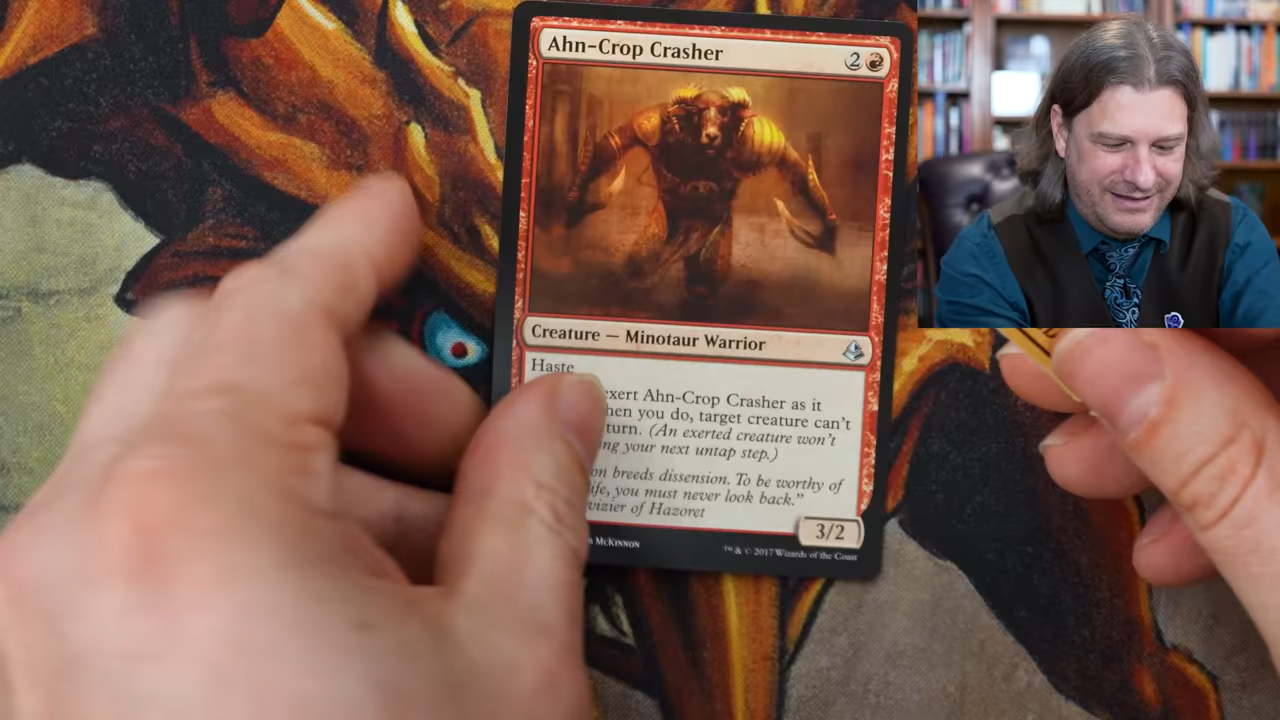 Ahn-Crop Crasher
2
Creature — Minotaur Warrior
Haste
exert Ahn-Crop Crasher as it
hen you do, target creature can't
turn. (An exerted creature won't
ng your next untap step.)
on breeds dissension. To be worthy of
ife, you must never look back."
vizier of Hazoret
3/2
McKinnon
™ & © 2017 Wizards of the Coast